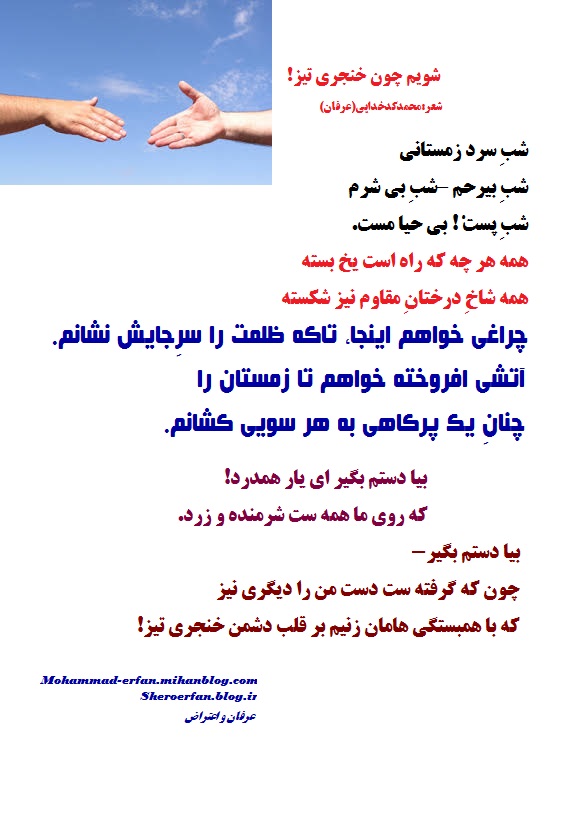 شویم چون خنجری تیز!
شعر:محمدکدخدایی(عرفان)
شبِ سرد زمستانی
شبِ بیرحم –شبِ بی شرم
شبِ پستْ! بی حیا مست.
همه هر چه که راه است یخ بسته
همه شاخِ درختانِ مقاوم نیز شکسته
چراغی خواهم اینجا، تاکه ظلمت را سرِجایش نشانم.
آتشی افروخته خواهم تا زمستان را
چنانِ یک پرکاهی به هر سویی کشانم.
بیا دستم بگیر ای یار همدرد!
که روی ما همه ست شرمنده و زرد.
بیا دستم بگیر–
چون که گرفته ست دست من را دیگری نیز
که با همبستگی هامان زنیم بر قلب دشمن خنجری تیز!
Mohammad-erfan.mihanblog.com
Sheroerfan.blog.ir
عرفان و اعتراض